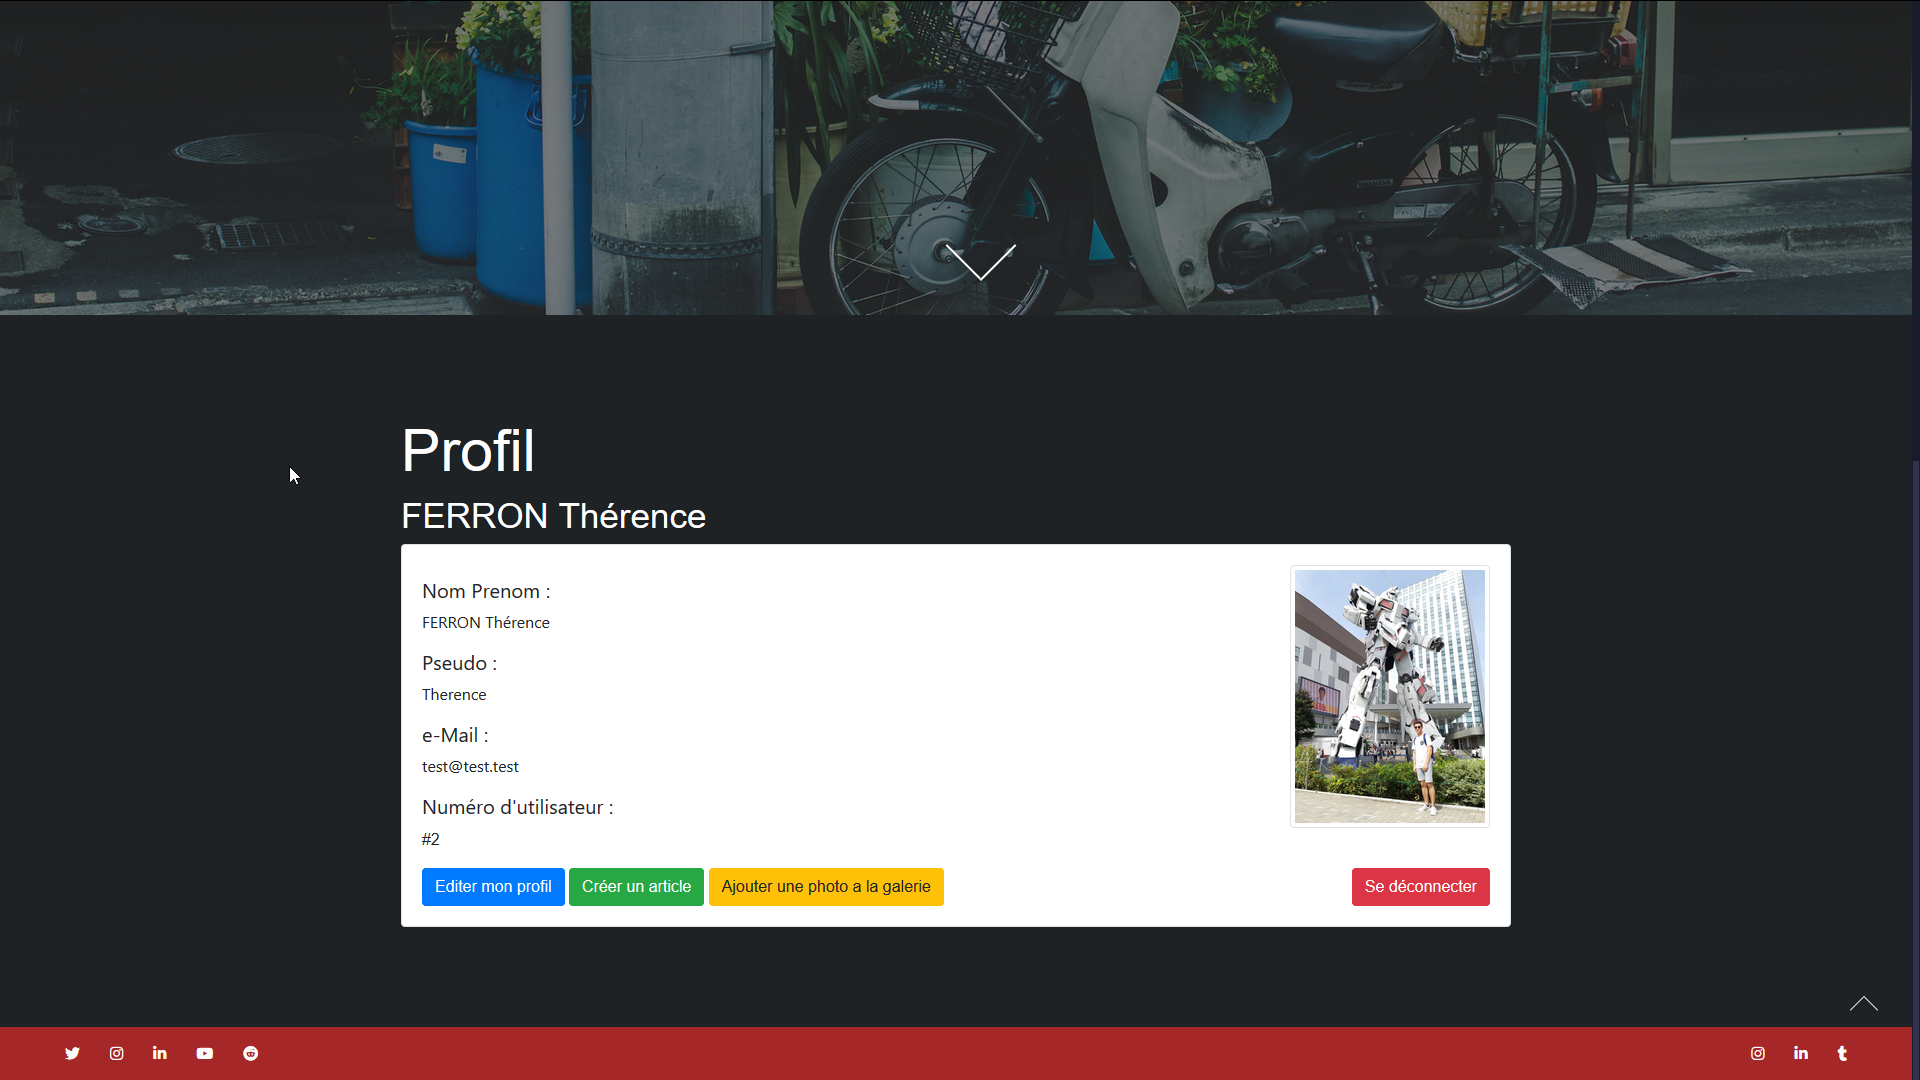 Profil
FERRON Thérence
Nom Prenom :
FERRON Thérence
Pseudo :
Therence
e-Mail :
test@test.test
Numéro d'utilisateur :
#2
Editer mon profil Créer un article Ajouter une photo a la galerie Se déconnecter